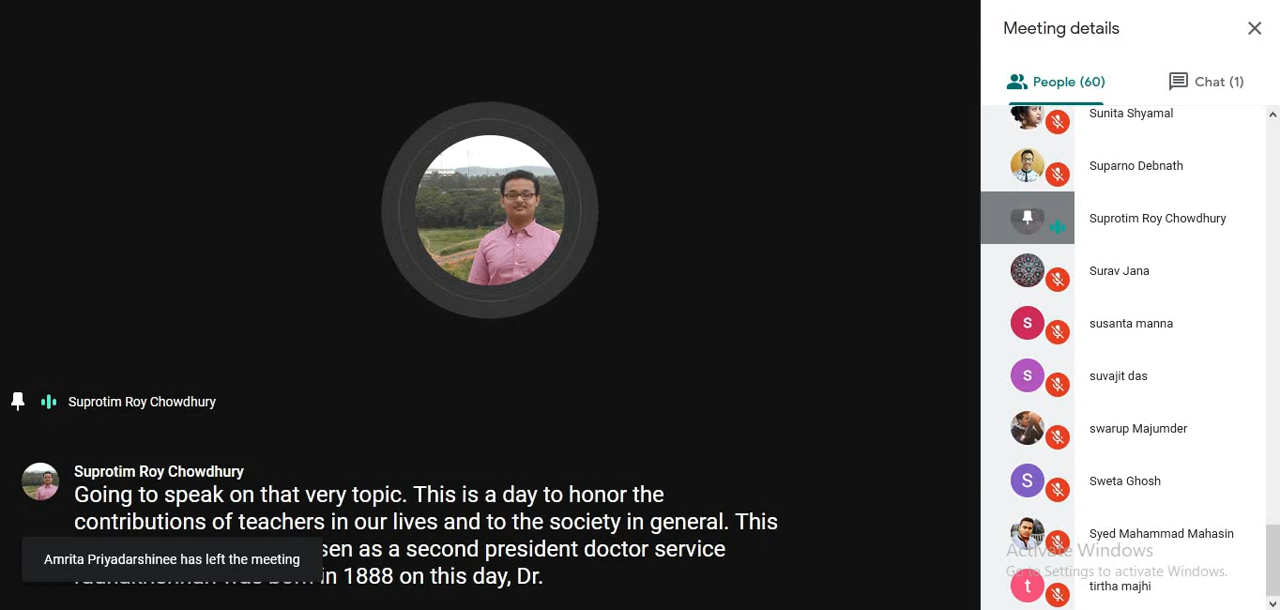 Meeting details
People (60)
Chat (1)
Sunita Shyamal
Suparno Debnath
Suprotim Roy Chowdhury
Surav Jana
S
susanta manna
S
suvajit das
swarup Majumder
S
Sweta Ghosh
Syed Mahammad Mahasin
t
tirtha majhi
Activate Windows
Go to Settings to activate Windows.
Suprotim Roy Chowdhury
Suprotim Roy Chowdhury
Going to speak on that very topic. This is a day to honor the
contributions of teachers in our lives and to the society in general. This
sen as a second president doctor service
was born in 1888 on this day, Dr.
Amrita Priyadarshinee has left the meeting